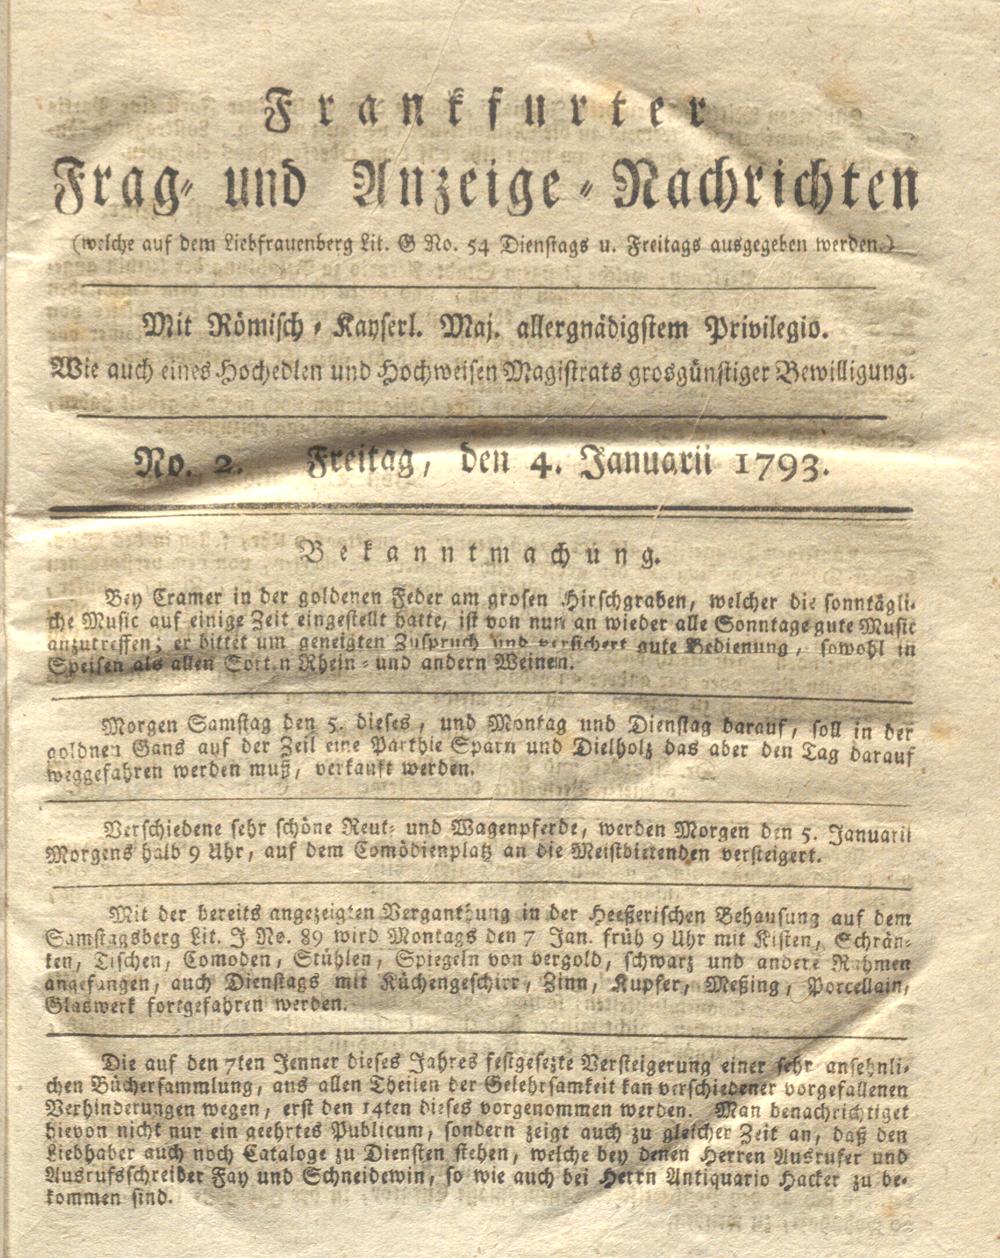 Frankfurter
Frag- und Anzeige-Nachrichten
(welche auf dem Liebfrauenberg Lit. G No. 54 Dienstags u. Freitags ausgegeben werden.)
Mit Römisch-Kayserl. Maj. allergnädigstem Privilegio.
Wie auch eines Hochedlen und Hochweisen Magistrats grosgünstiger Bewilligung.
No. 2. Freitag, den 4. Januarii 1793.
Bekanntmachung.
Bey Cramer in der goldenen Feder am grosen Hirschgraben, welcher die sonntägli-
che Music auf einige Zeit eingestellt hatte, ist von nun an wieder alle Sonntage gute Music
anzutreffen; er bittet um geneigten Zuspruch und versichert gute Bedienung, sowohl in
Speisen als allen Sorten Rhein- und andern Weinen.
Morgen Samstag den 5. dieses, und Montag und Dienstag darauf, soll in der
goldnen Gans auf der Zeil eine Parthie Sparn und Dielholz das aber den Tag darauf
weggefahren werden muß, verkauft werden.
Verschiedene sehr schöne Reut- und Wagenpferde, werden Morgen den 5. Januarii
Morgens halb 9 Uhr, auf dem Comödienplatz an die Meistbietenden versteigert.
Mit der bereits angezeigten Verganthung in der Heeßerischen Behausung auf dem
Samstagsberg Lit. J No. 89 wird Montags den 7 Jan. früh 9 Uhr mit Kisten, Schrän-
ken, Tischen, Comoden, Stühlen, Spiegeln von vergold, schwarz und andere Rahmen
angefangen, auch Dienstags mit Küchengeschirr, Zinn, Kupfer, Meßing, Porcellain,
Glaswerk fortgefahren werden.
Die auf den 7ten Jenner dieses Jahres festgesezte Versteigerung einer sehr ansehnli-
chen Büchersammlung, aus allen Theilen der Gelehrsamkeit kan verschiedener vorgefallenen
Verhinderungen wegen, erst den 14ten dieses vorgenommen werden. Man benachrichtiget
hievon nicht nur ein geehrtes Publicum, sondern zeigt auch zu gleicher Zeit an, daß den
Liebhaber auch noch Cataloge zu Diensten stehen, welche bey denen Herren Ausrufer und
Ausrufsschreiber Fay und Schneidewin, so wie auch bei Herrn Antiquario Hacker zu be-
kommen sind.